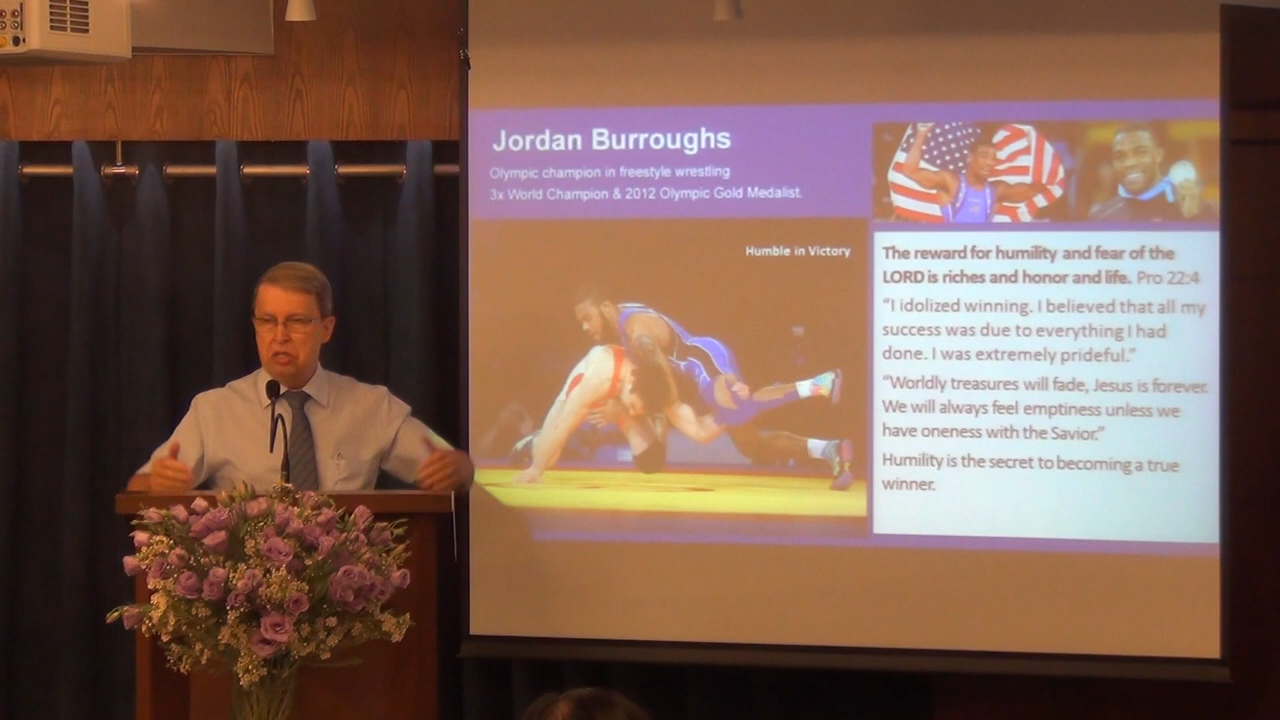 Jordan Burroughs
Olympic champion in freestyle wrestling
3x World Champion & 2012 Olympic Gold Medalist.
Humble in Victory
The reward for humility and fear of the
LORD is riches and honor and life. Pro 22:4
“I idolized winning. I believed that all my
success was due to everything I had
done. I was extremely prideful.”
“Worldly treasures will fade, Jesus is forever.
We will always feel emptiness unless we
have oneness with the Savior.”
Humility is the secret to becoming a true
winner.